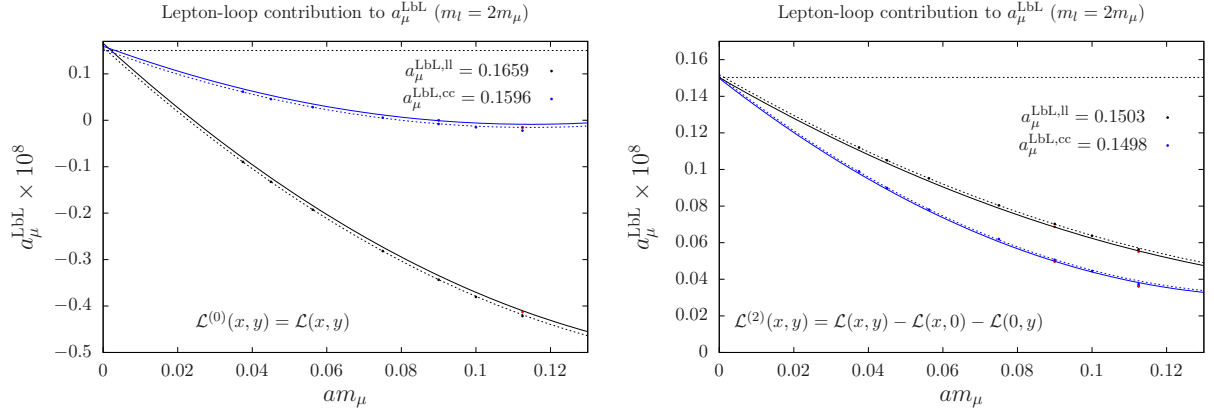 Lepton-loop contribution to a_μ^LbL (m_l = 2m_μ)
0.1
0
−0.1
−0.2
−0.3
−0.4
−0.5
a_μ^LbL × 10^8
a_μ^LbL,ll = 0.1659
a_μ^LbL,cc = 0.1596
ℒ^(0)(x, y) = ℒ(x, y)
0 0.02 0.04 0.06 0.08 0.1 0.12
am_μ
Lepton-loop contribution to a_μ^LbL (m_l = 2m_μ)
0.16
0.14
0.12
0.1
0.08
0.06
0.04
0.02
0
a_μ^LbL × 10^8
a_μ^LbL,ll = 0.1503
a_μ^LbL,cc = 0.1498
ℒ^(2)(x, y) = ℒ(x, y) − ℒ(x, 0) − ℒ(0, y)
0 0.02 0.04 0.06 0.08 0.1 0.12
am_μ